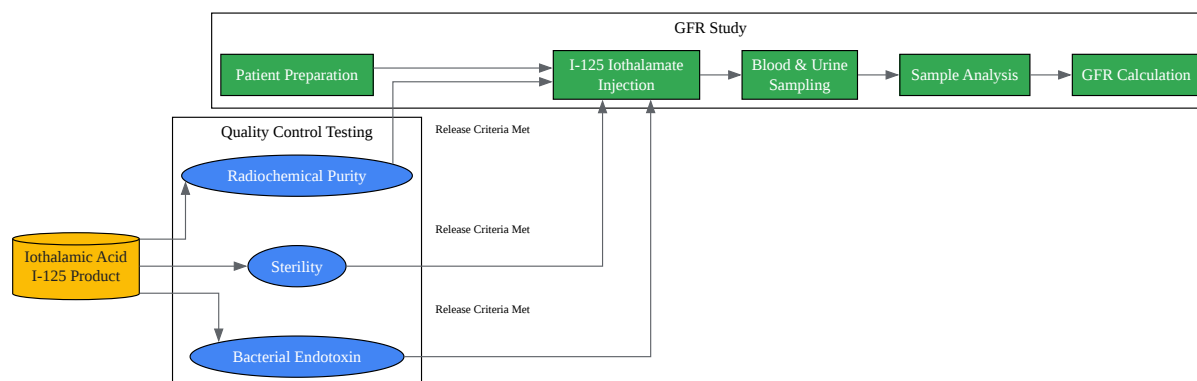 GFR Study
Patient Preparation
I-125 Iothalamate
Injection
Blood & Urine
Sampling
Sample Analysis
GFR Calculation
Quality Control Testing
Release Criteria Met
Radiochemical Purity
Release Criteria Met
Iothalamic Acid
I-125 Product
Sterility
Release Criteria Met
Bacterial Endotoxin